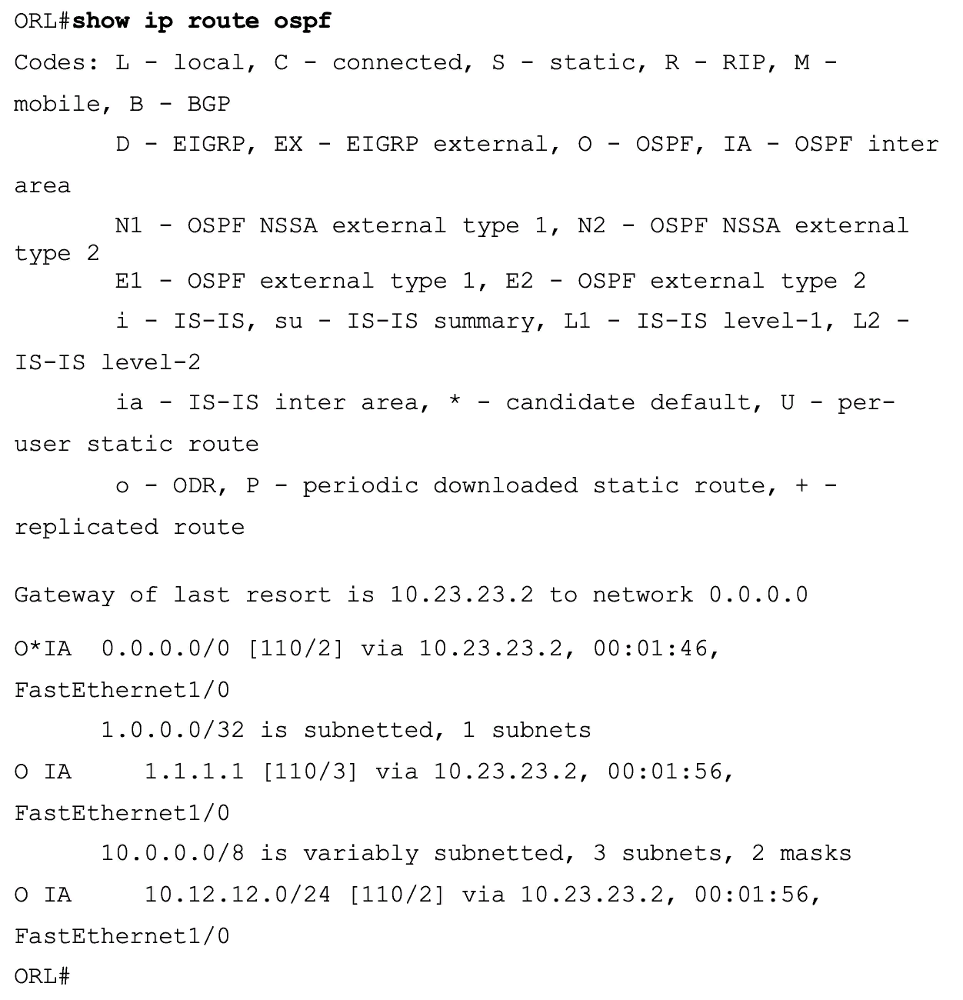 ORL#show ip route ospf
Codes: L - local, C - connected, S - static, R - RIP, M -
mobile, B - BGP
D - EIGRP, EX - EIGRP external, O - OSPF, IA - OSPF inter
area
N1 - OSPF NSSA external type 1, N2 - OSPF NSSA external
type 2
E1 - OSPF external type 1, E2 - OSPF external type 2
i - IS-IS, su - IS-IS summary, L1 - IS-IS level-1, L2 -
IS-IS level-2
ia - IS-IS inter area, * - candidate default, U - per-
user static route
o - ODR, P - periodic downloaded static route, + -
replicated route
Gateway of last resort is 10.23.23.2 to network 0.0.0.0
O*IA 0.0.0.0/0 [110/2] via 10.23.23.2, 00:01:46,
FastEthernet1/0
1.0.0.0/32 is subnetted, 1 subnets
O IA 1.1.1.1 [110/3] via 10.23.23.2, 00:01:56,
FastEthernet1/0
10.0.0.0/8 is variably subnetted, 3 subnets, 2 masks
O IA 10.12.12.0/24 [110/2] via 10.23.23.2, 00:01:56,
FastEthernet1/0
ORL#